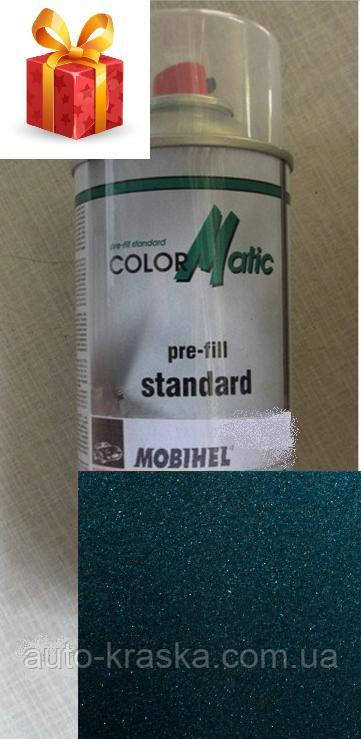 pre-fill standard
COLORMatic
pre-fill
standard
MOBIHEL
auto-kraska.com.ua